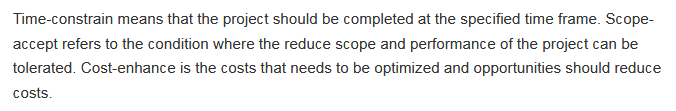 Time-constrain means that the project should be completed at the specified time frame. Scope-
accept refers to the condition where the reduce scope and performance of the project can be
tolerated. Cost-enhance is the costs that needs to be optimized and opportunities should reduce
costs.